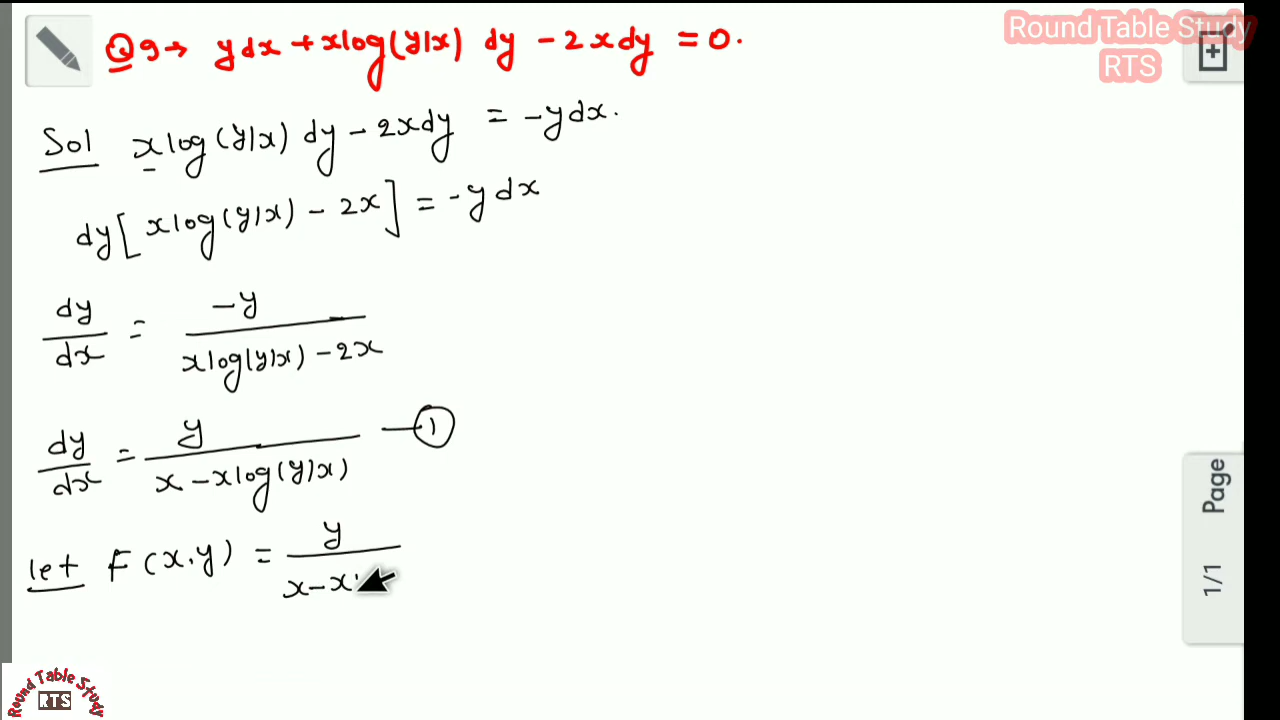 Q9→ ydx + xlog(y/x) dy - 2xdy = 0.
Round Table Study
RTS
Sol xlog(y/x) dy - 2xdy = -ydx.
dy[xlog(y/x) - 2x] = -ydx
dy/dx = -y/(xlog(y/x) - 2x)
dy/dx = y/(x - xlog(y/x)) — ①
let F(x,y) = y/(x-x
1/1 Page
Round Table Study
RTS